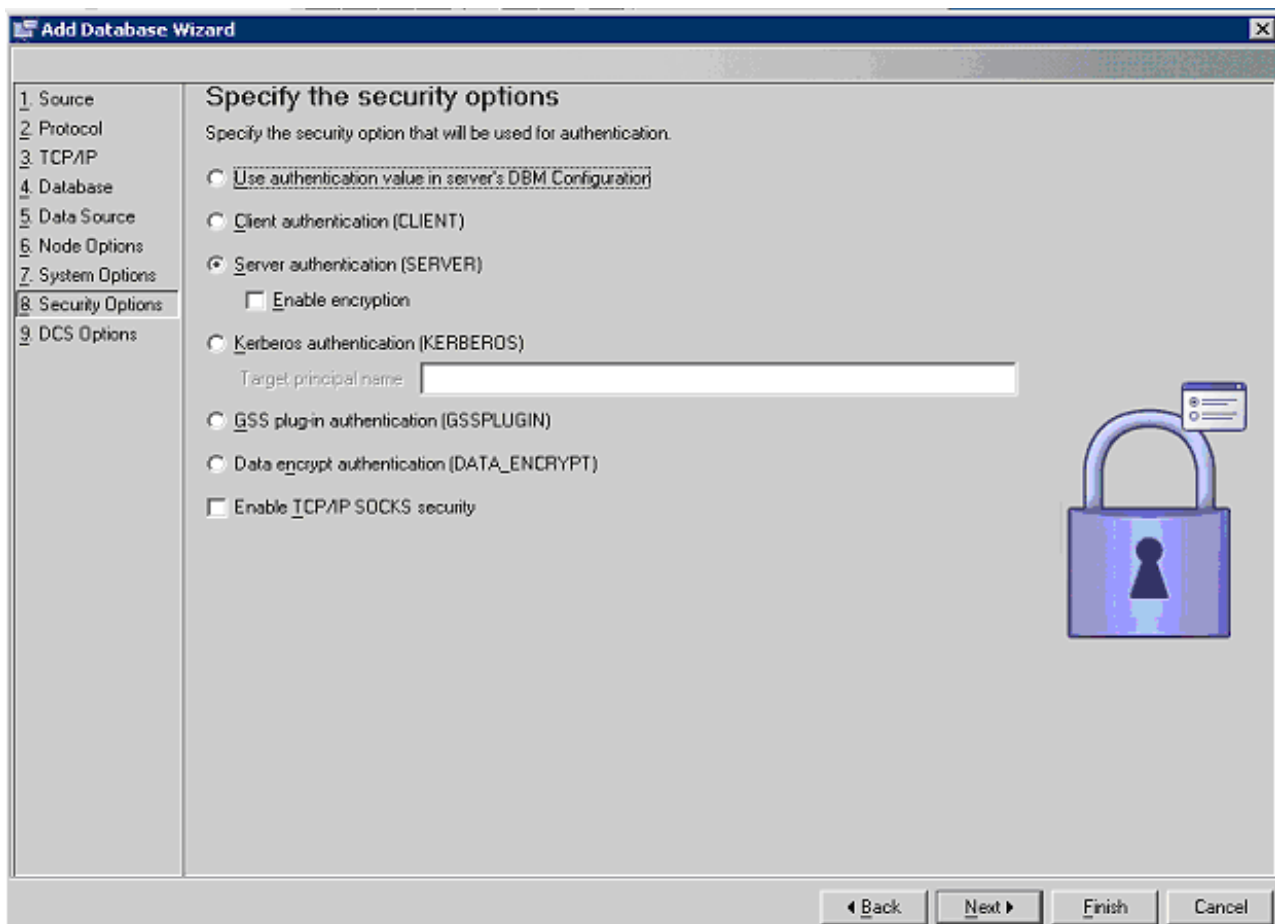 Add Database Wizard
1. Source
2. Protocol
3. TCP/IP
4. Database
5. Data Source
6. Node Options
7. System Options
8. Security Options
9. DCS Options
Specify the security options
Specify the security option that will be used for authentication.
Use authentication value in server's DBM Configuration
Client authentication (CLIENT)
Server authentication (SERVER)
Enable encryption
Kerberos authentication (KERBEROS)
Target principal name
GSS plug-in authentication (GSSPLUGIN)
Data encrypt authentication (DATA_ENCRYPT)
Enable TCP/IP SOCKS security
Back
Next
Finish
Cancel